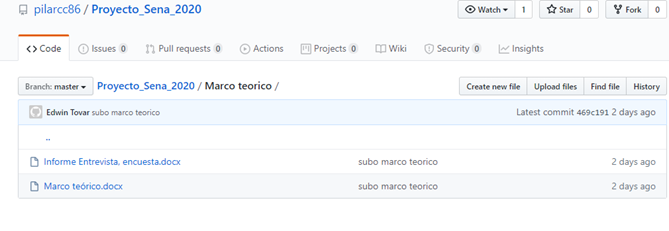 pilarcc86 / Proyecto_Sena_2020 Watch 1 Star 0 Fork 0
Code Issues 0 Pull requests 0 Actions Projects 0 Wiki Security 0 Insights
Branch: master Proyecto_Sena_2020 / Marco teorico / Create new file Upload files Find file History
Edwin Tovar subo marco teorico Latest commit 469c191 2 days ago
..
Informe Entrevista, encuesta.docx subo marco teorico 2 days ago
Marco teórico.docx subo marco teorico 2 days ago